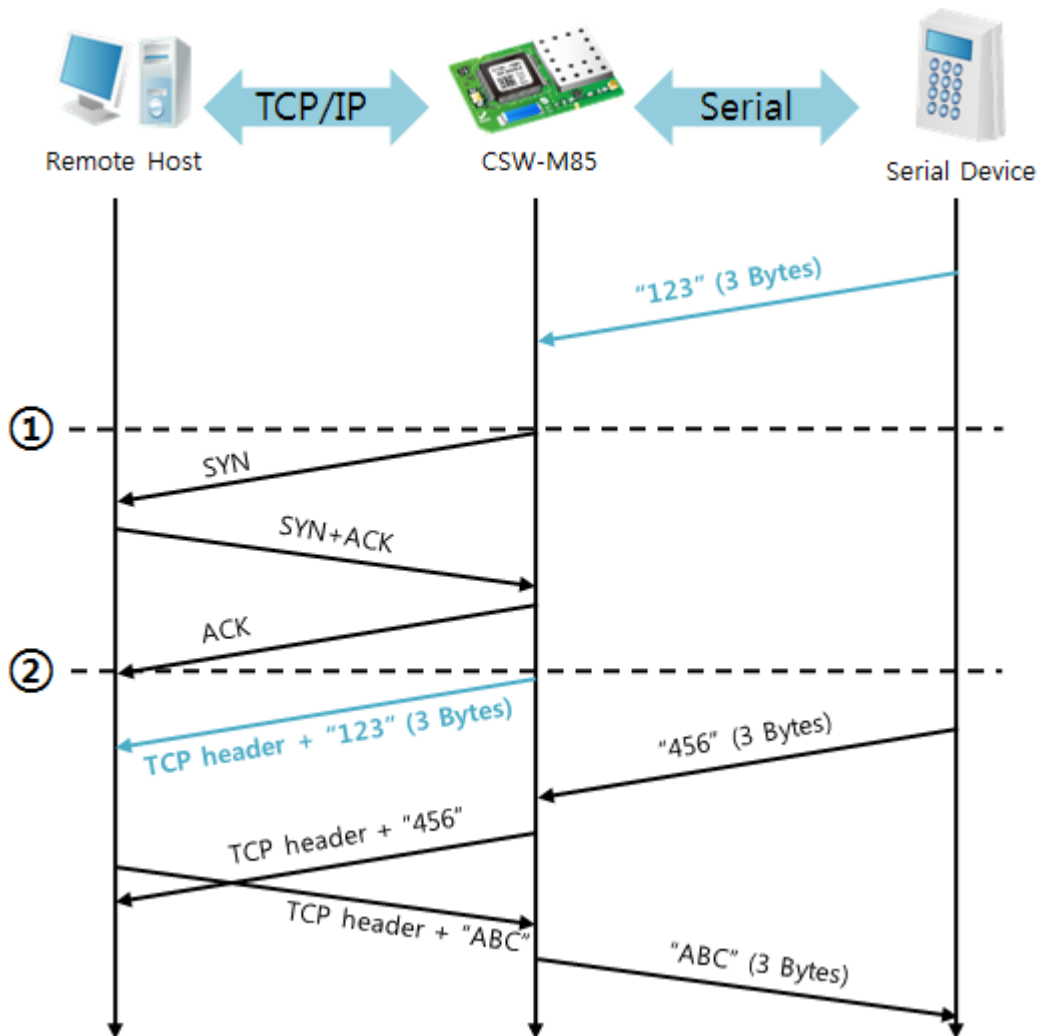 TCP/IP
Serial
Remote Host
CSW-M85
Serial Device
“123” (3 Bytes)
①
SYN
SYN+ACK
ACK
②
TCP header + “123” (3 Bytes)
“456” (3 Bytes)
TCP header + “456”
TCP header + “ABC”
“ABC” (3 Bytes)